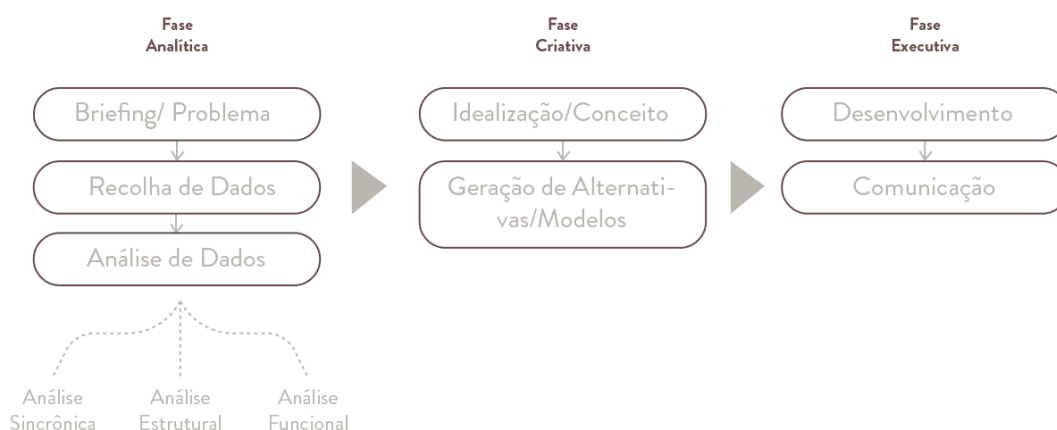 Fase
Analítica
Briefing/ Problema
Recolha de Dados
Análise de Dados
Análise
Sincrônica
Análise
Estrutural
Análise
Funcional
Fase
Criativa
Idealização/Conceito
Geração de Alternati-
vas/Modelos
Fase
Executiva
Desenvolvimento
Comunicação